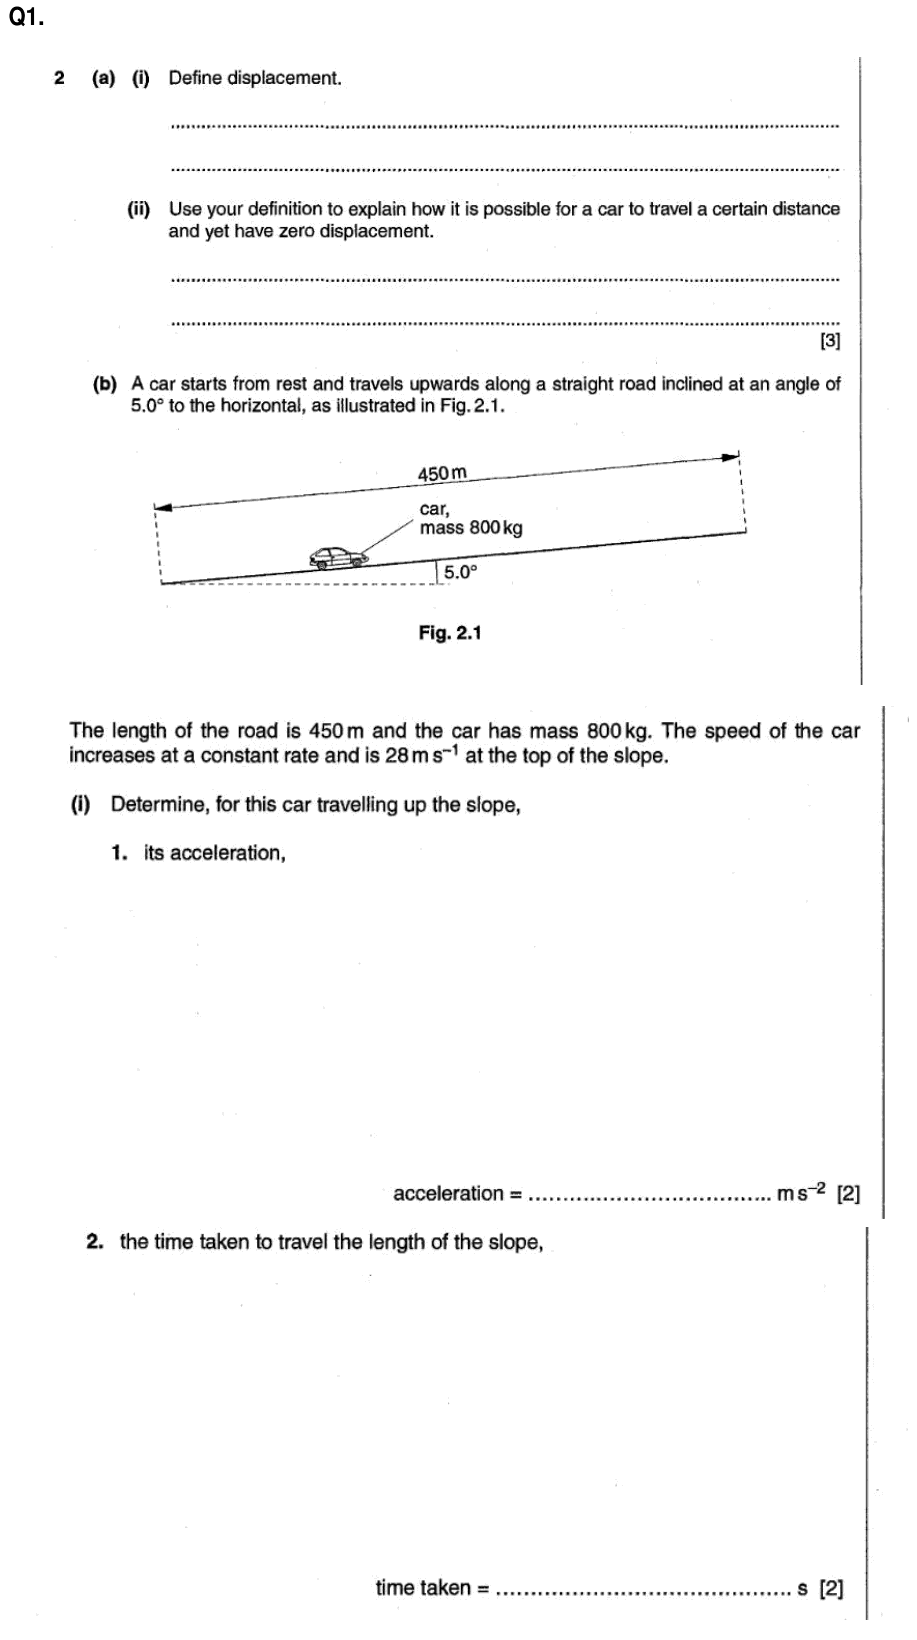 Q1.
2 (a) (i) Define displacement.
(ii) Use your definition to explain how it is possible for a car to travel a certain distance
and yet have zero displacement.
[3]
(b) A car starts from rest and travels upwards along a straight road inclined at an angle of
5.0° to the horizontal, as illustrated in Fig. 2.1.
450 m
car,
mass 800 kg
5.0°
Fig. 2.1
The length of the road is 450 m and the car has mass 800 kg. The speed of the car
increases at a constant rate and is 28 m s⁻¹ at the top of the slope.
(i) Determine, for this car travelling up the slope,
1. its acceleration,
acceleration = .................................... m s⁻² [2]
2. the time taken to travel the length of the slope,
time taken = ........................................... s [2]